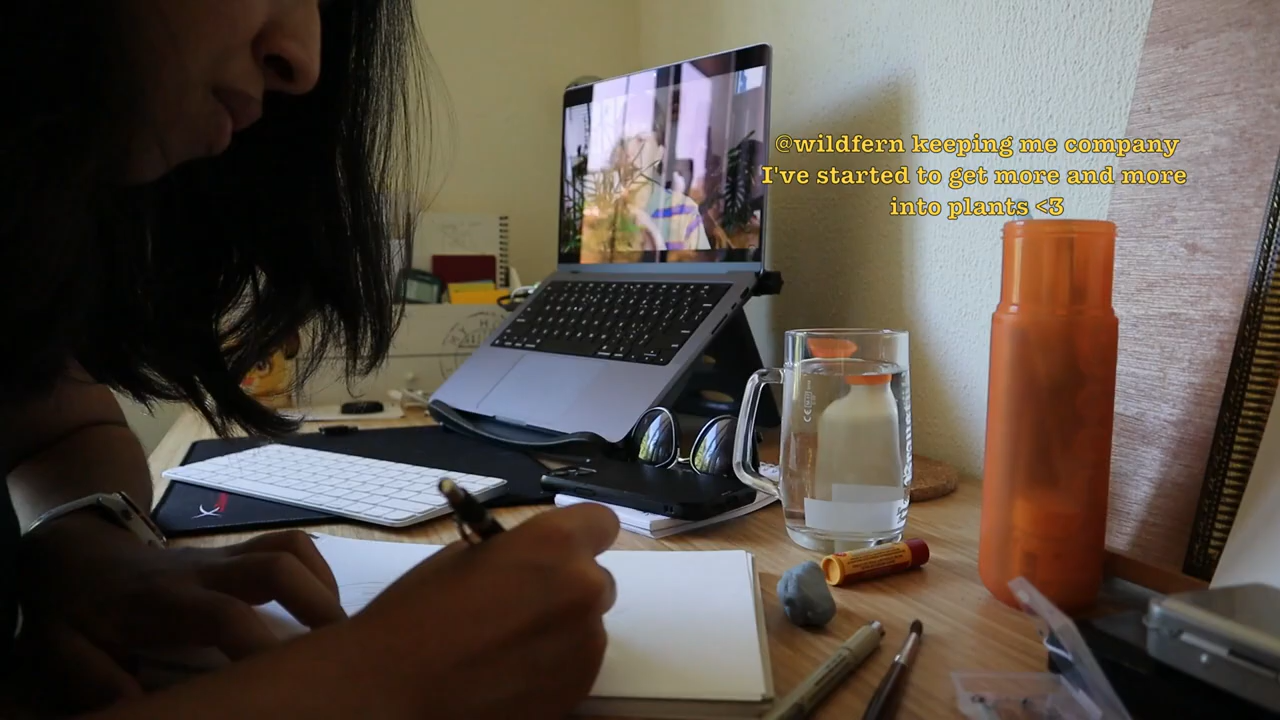 @wildfern keeping me company
I've started to get more and more
into plants <3